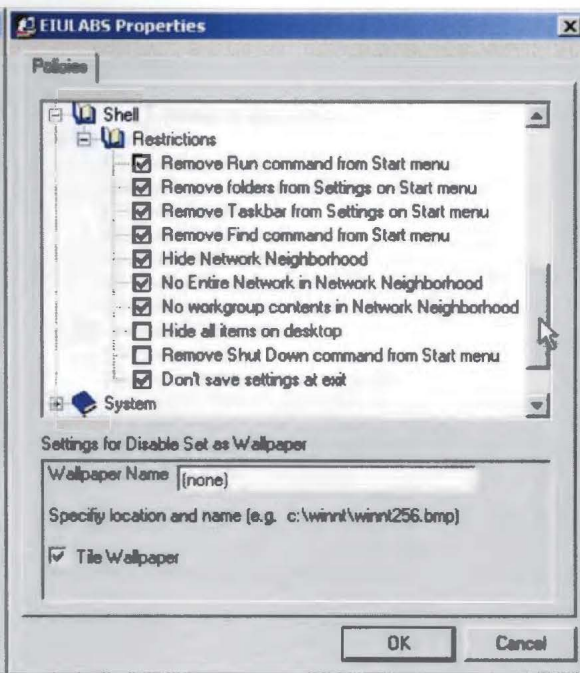 EIULABS Properties
Policies
Shell
Restrictions
Remove Run command from Start menu
Remove folders from Settings on Start menu
Remove Taskbar from Settings on Start menu
Remove Find command from Start menu
Hide Network Neighborhood
No Entire Network in Network Neighborhood
No workgroup contents in Network Neighborhood
Hide all items on desktop
Remove Shut Down command from Start menu
Don't save settings at exit
System
Settings for Disable Set as Wallpaper
Wallpaper Name (none)
Specifiy location and name (e.g. c:\winnt\winnt256.bmp)
Tile Wallpaper
OK Cancel